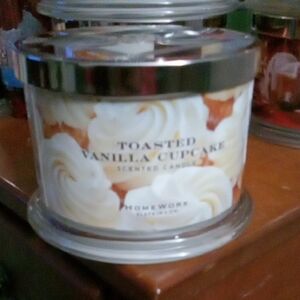 TOASTED
VANILLA CUPCAKE
SCENTED CANDLE
HOMEWORX